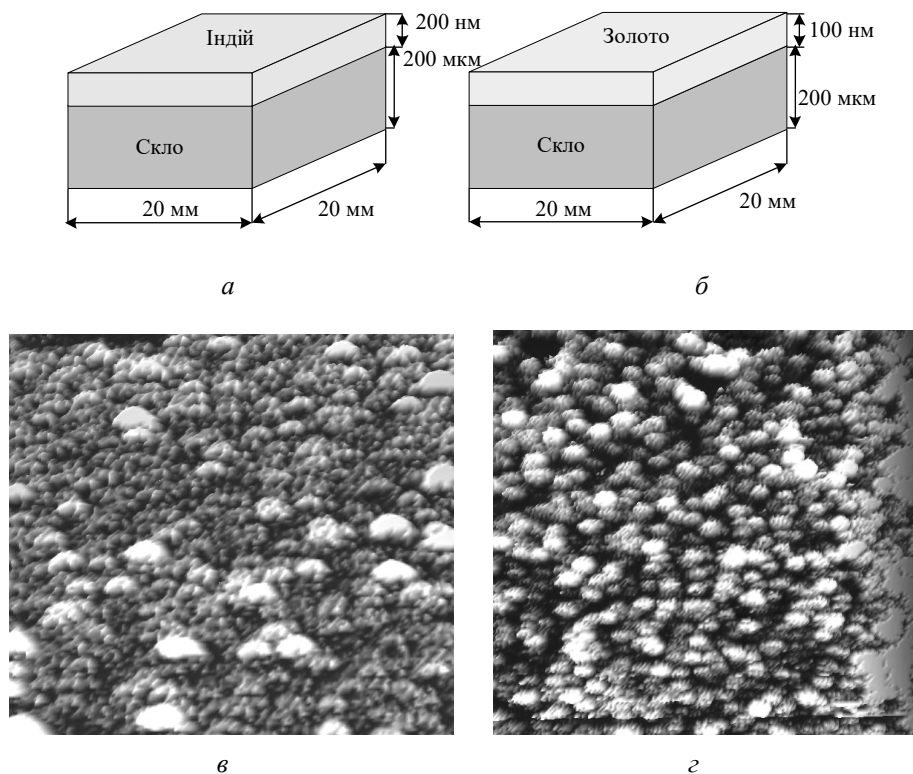 Індій
200 нм
200 мкм
Скло
20 мм
20 мм
а
Золото
100 нм
200 мкм
Скло
20 мм
20 мм
б
в
г